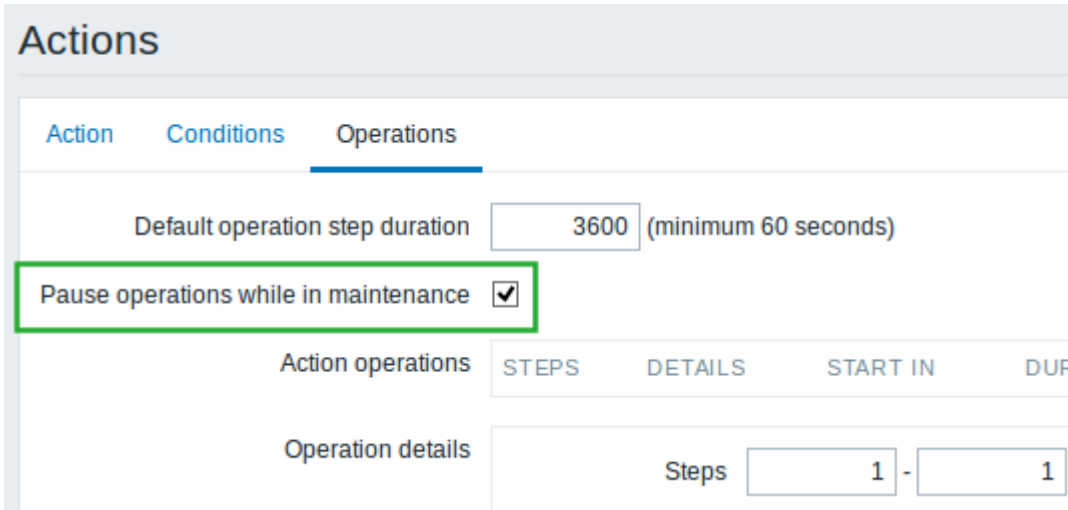 Actions
Action Conditions Operations
Default operation step duration 3600 (minimum 60 seconds)
Pause operations while in maintenance
Action operations STEPS DETAILS START IN
Operation details
Steps 1 - 1